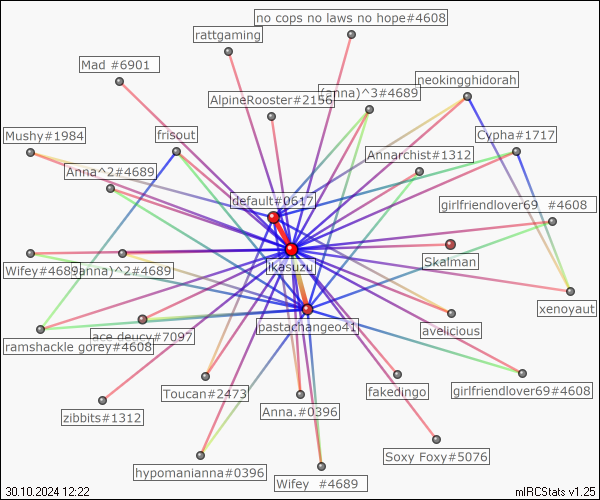 no cops no laws no hope#4608
rattgaming
Mad #6901
neokingghidorah
(anna)^3#4689
AlpineRooster#2156
Mushy#1984
frisout
Cypha#1717
Annarchist#1312
Anna^2#4689
default#0617
girlfriendlover69 #4608
Skalman
ikasuzu
Wifey#4689
(anna)^2#4689
xenoyaut
pastachangeo41
avelicious
ace deucy#7097
ramshackle gorey#4608
Toucan#2473
fakedingo
girlfriendlover69#4608
Anna.#0396
zibbits#1312
Soxy Foxy#5076
hypomanianna#0396
Wifey #4689
30.10.2024 12:22
mIRCStats v1.25